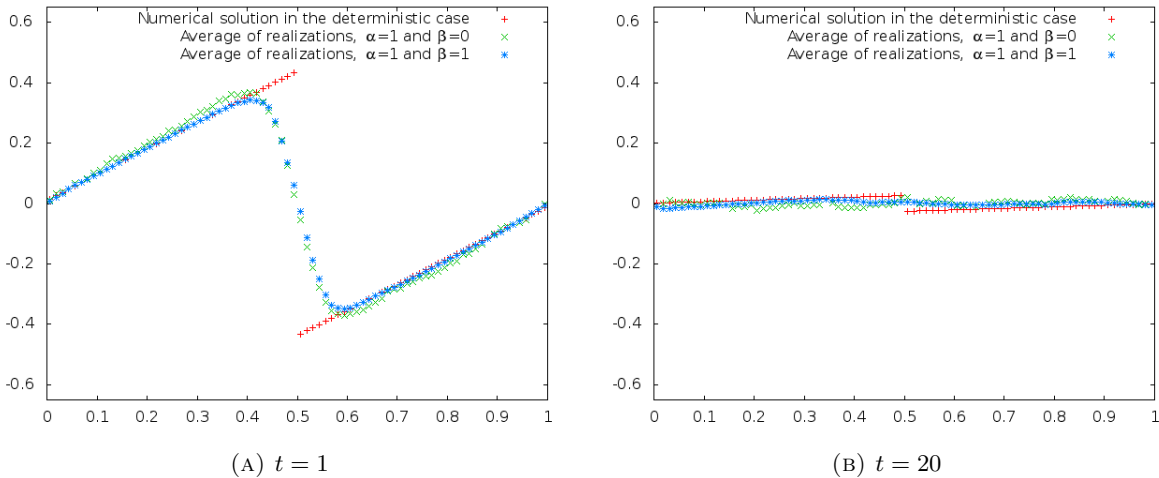 Numerical solution in the deterministic case
Average of realizations, α=1 and β=0
Average of realizations, α=1 and β=1
0.6
0.4
0.2
0
-0.2
-0.4
-0.6
0 0.1 0.2 0.3 0.4 0.5 0.6 0.7 0.8 0.9 1
(A) t = 1
Numerical solution in the deterministic case
Average of realizations, α=1 and β=0
Average of realizations, α=1 and β=1
0.6
0.4
0.2
0
-0.2
-0.4
-0.6
0 0.1 0.2 0.3 0.4 0.5 0.6 0.7 0.8 0.9 1
(B) t = 20